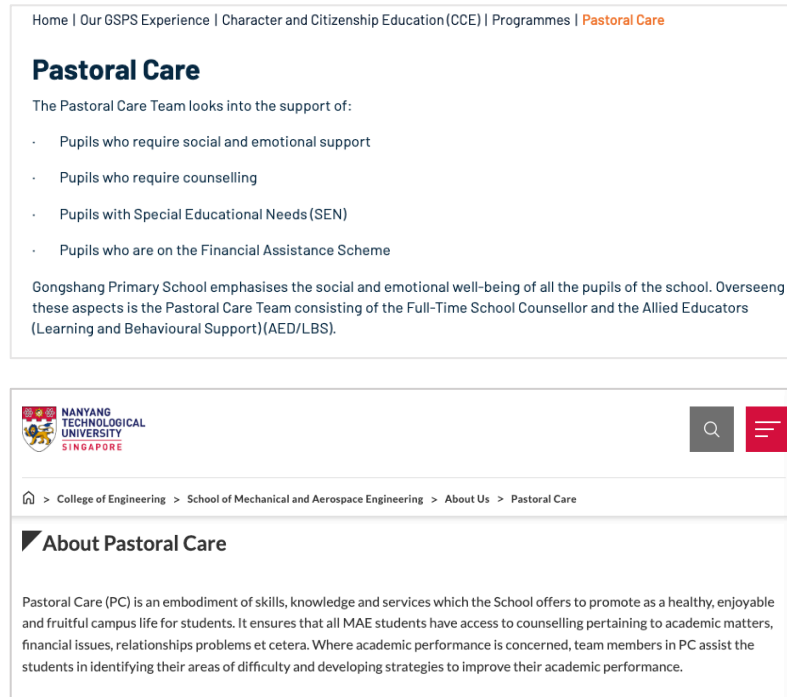 Home | Our GSPS Experience | Character and Citizenship Education (CCE) | Programmes | Pastoral Care
Pastoral Care
The Pastoral Care Team looks into the support of:
· Pupils who require social and emotional support
· Pupils who require counselling
· Pupils with Special Educational Needs (SEN)
· Pupils who are on the Financial Assistance Scheme
Gongshang Primary School emphasises the social and emotional well-being of all the pupils of the school. Overseeng
these aspects is the Pastoral Care Team consisting of the Full-Time School Counsellor and the Allied Educators
(Learning and Behavioural Support) (AED/LBS).
NANYANG
TECHNOLOGICAL
UNIVERSITY
SINGAPORE
> College of Engineering > School of Mechanical and Aerospace Engineering > About Us > Pastoral Care
About Pastoral Care
Pastoral Care (PC) is an embodiment of skills, knowledge and services which the School offers to promote as a healthy, enjoyable
and fruitful campus life for students. It ensures that all MAE students have access to counselling pertaining to academic matters,
financial issues, relationships problems et cetera. Where academic performance is concerned, team members in PC assist the
students in identifying their areas of difficulty and developing strategies to improve their academic performance.